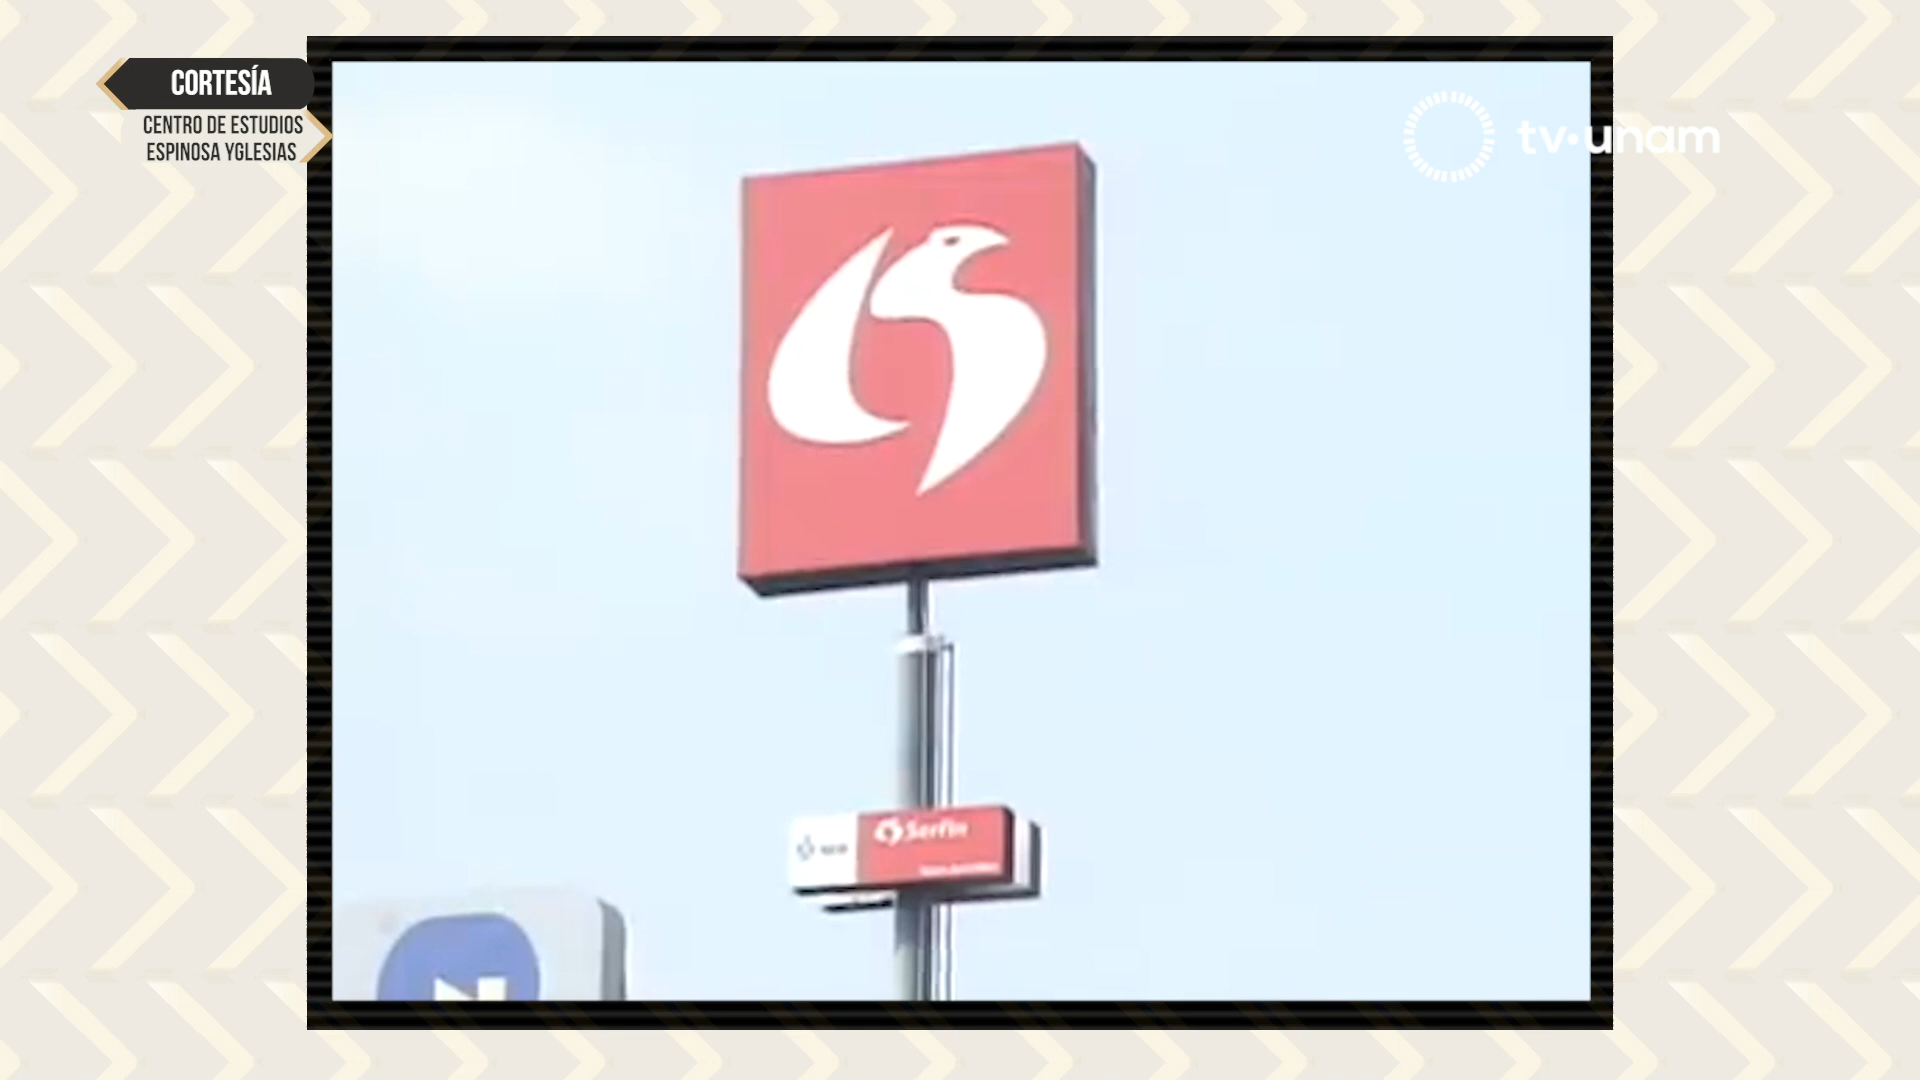 CORTESÍA
CENTRO DE ESTUDIOS
ESPINOSA YGLESIAS
tv·unam
Serfin